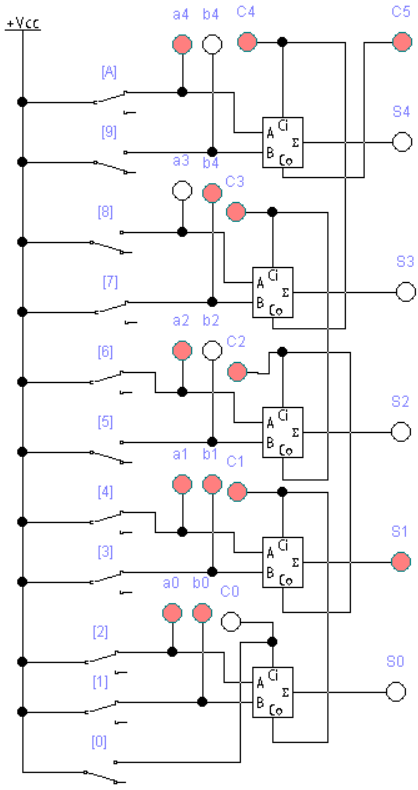 a4 b4 C4 C5
+Vcc
[A]
Ci
A
S4
[9]
B Σ
Co
a3 b4 C3
[8]
Ci
A
S3
[7]
Σ
B
Co
a2 b2 C2
[6]
Ci
A
S2
[5]
Σ
B
Co
a1 b1 C1
[4]
Ci
A
S1
[3]
Σ
B
Co
a0 b0 C0
[2]
Ci
A
S0
[1]
Σ
B
Co
[0]